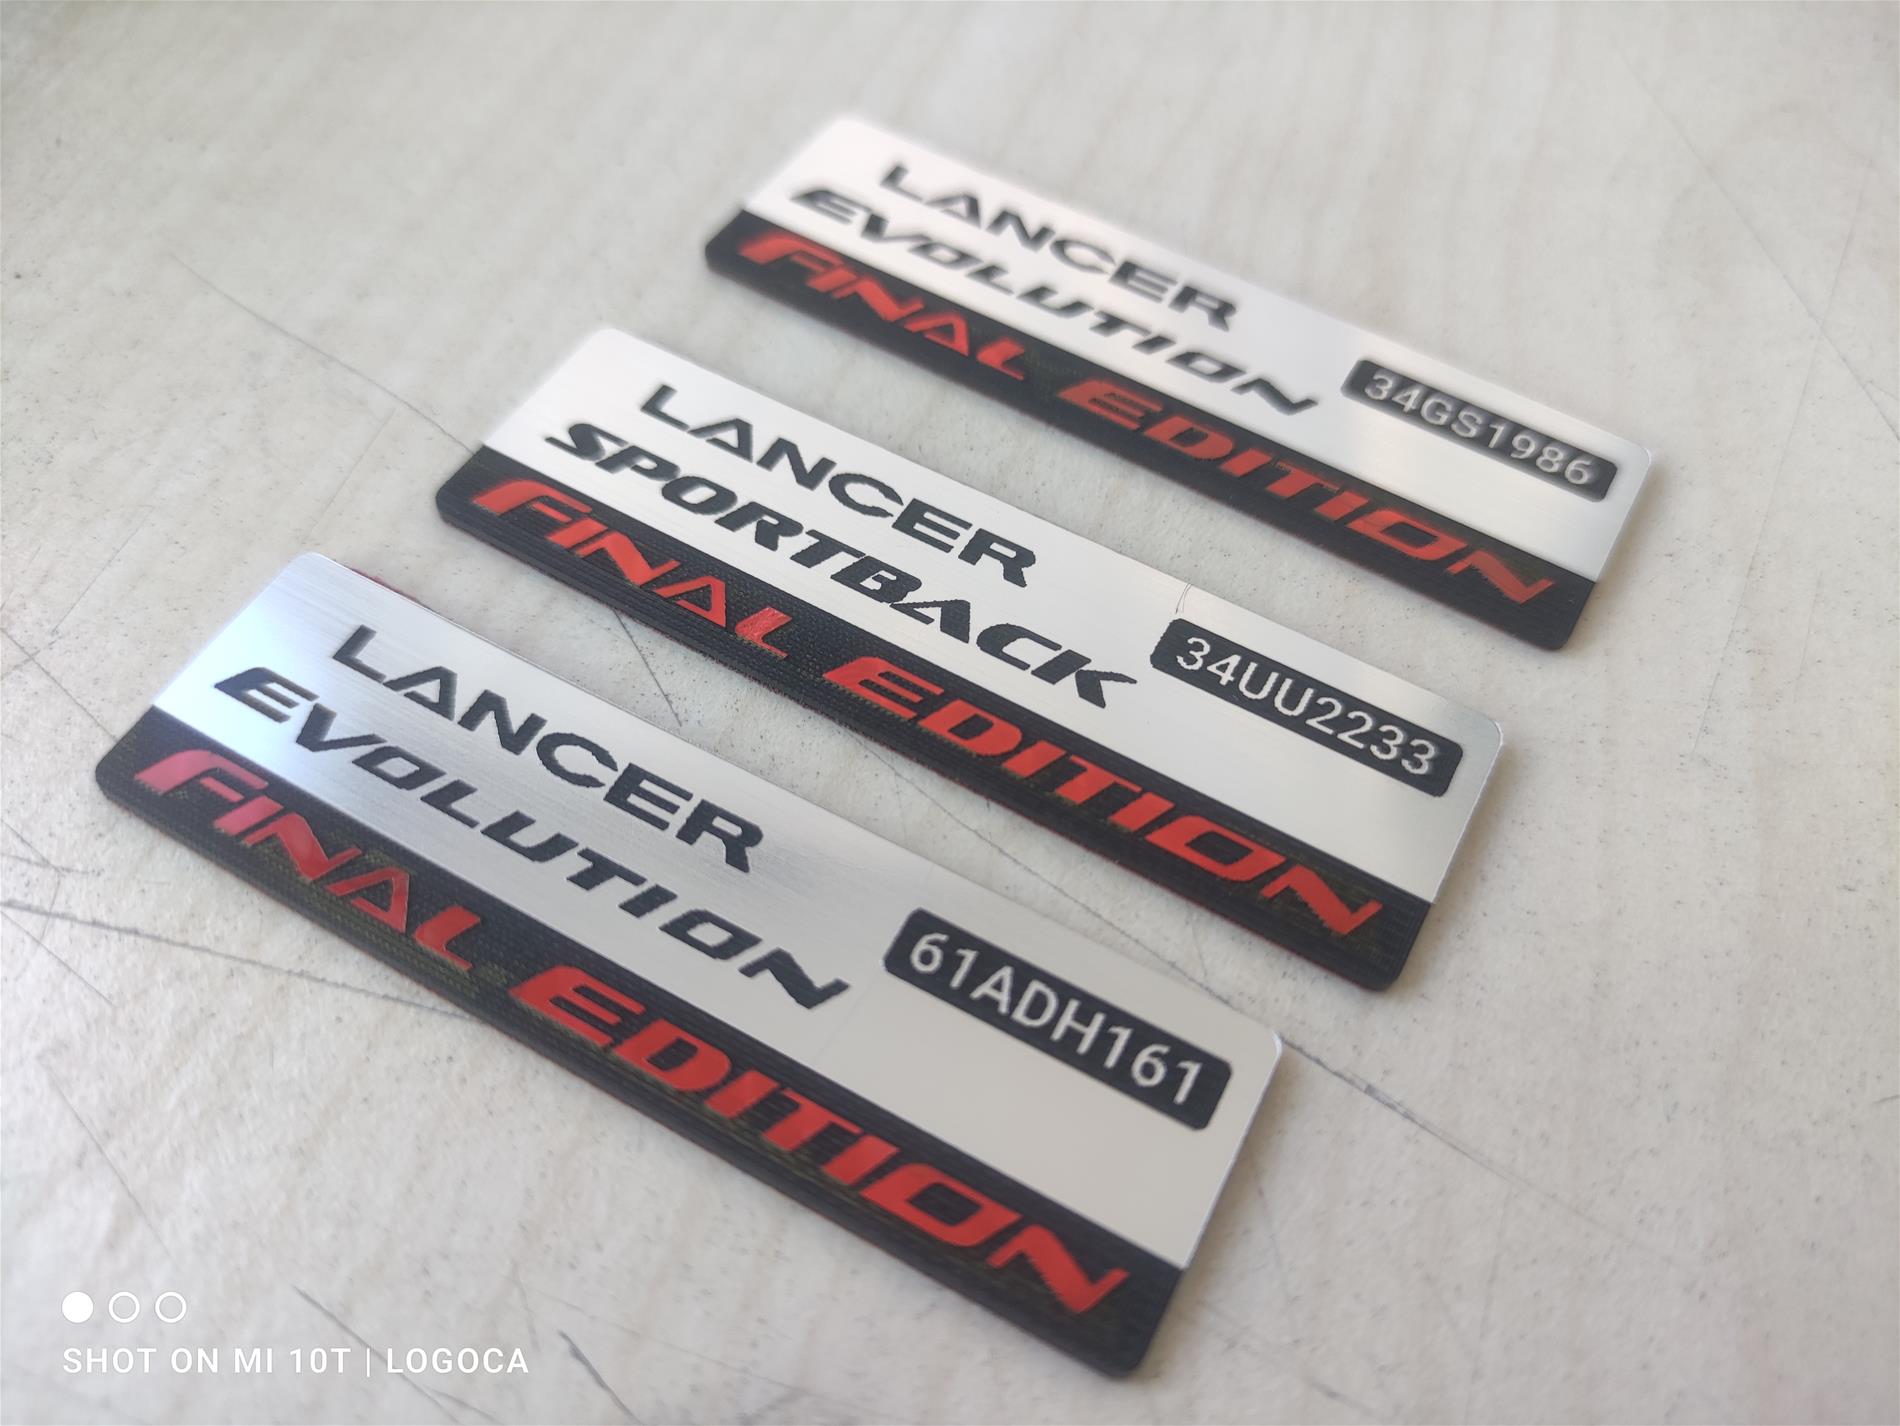 LANCER
EVOLUTION
34GS1986
FINAL EDITION
LANCER
SPORTBACK
34UU2233
FINAL EDITION
LANCER
EVOLUTION
61ADH161
FINAL EDITION
SHOT ON MI 10T | LOGOCA